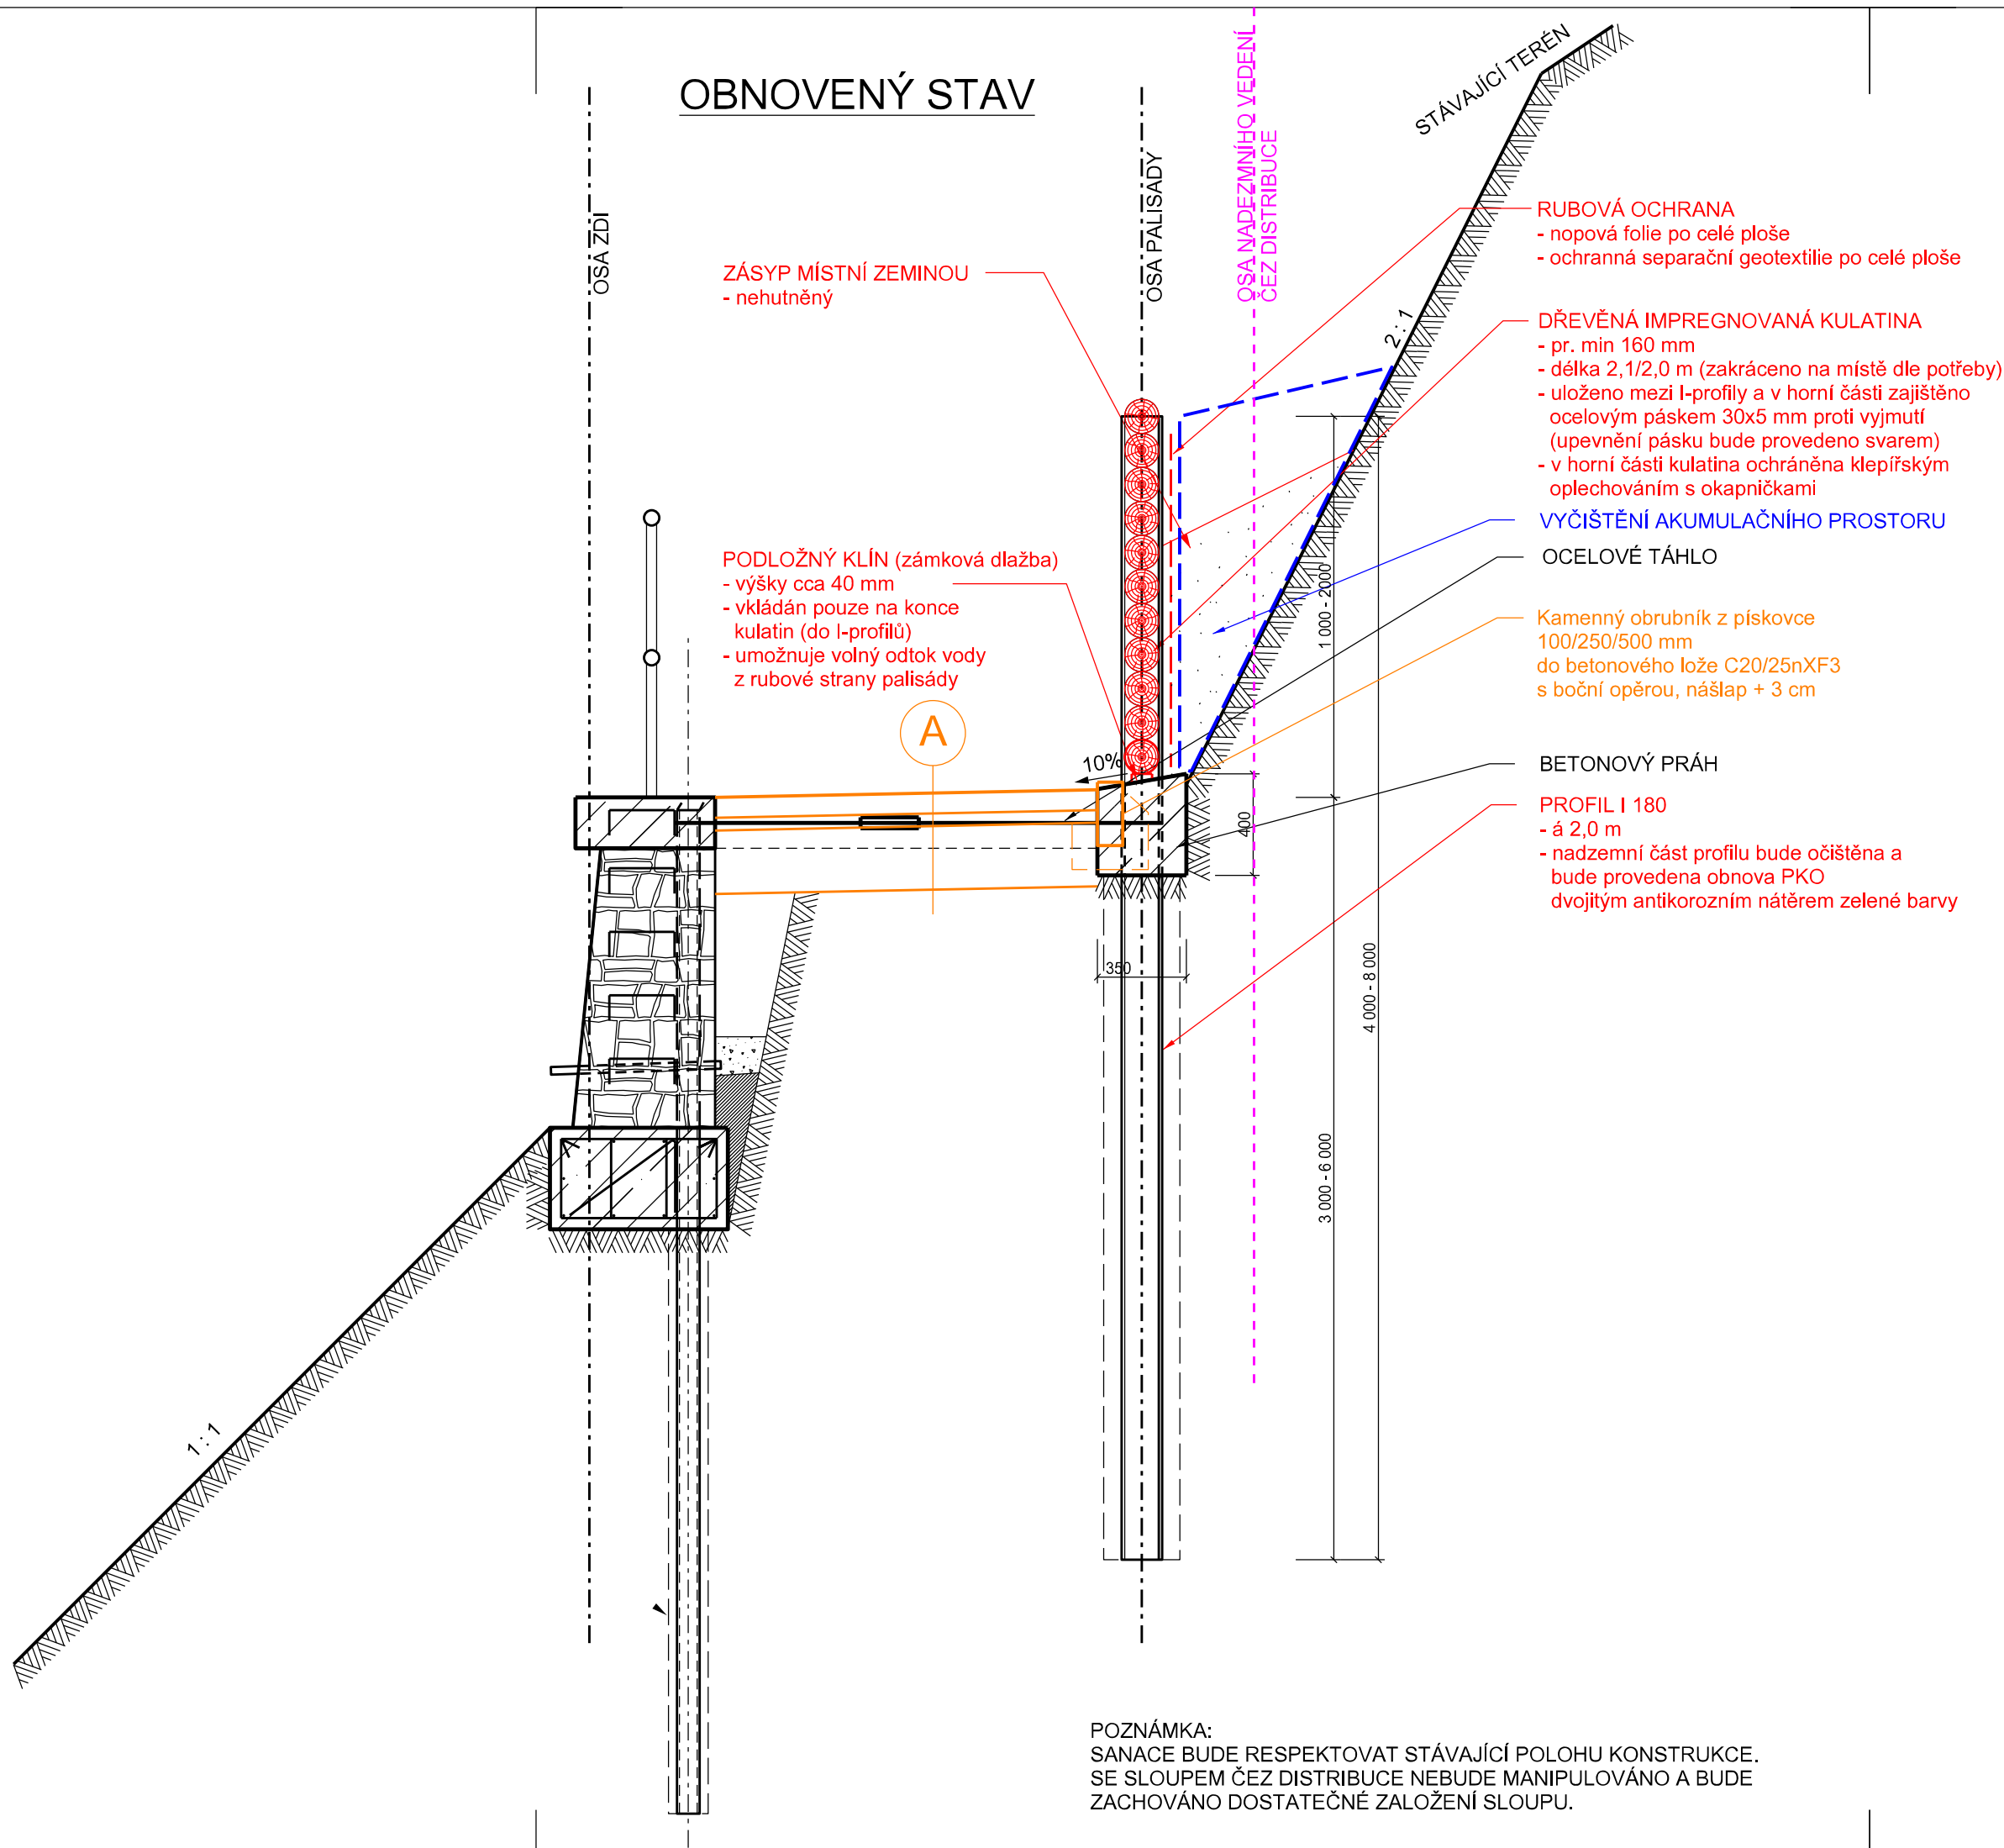 OBNOVENÝ STAV
OSA ZDI
OSA PALISADY
OSA NADEZMNÍHO VEDENÍ
ČEZ DISTRIBUCE
STÁVAJÍCÍ TERÉN
2 : 1
ZÁSYP MÍSTNÍ ZEMINOU
- nehutněný
PODLOŽNÝ KLÍN (zámková dlažba)
- výšky cca 40 mm
- vkládán pouze na konce
kulatin (do I-profilů)
- umožnuje volný odtok vody
z rubové strany palisády
A
10%
RUBOVÁ OCHRANA
- nopová folie po celé ploše
- ochranná separační geotextilie po celé ploše
DŘEVĚNÁ IMPREGNOVANÁ KULATINA
- pr. min 160 mm
- délka 2,1/2,0 m (zakráceno na místě dle potřeby)
- uloženo mezi I-profily a v horní části zajištěno
ocelovým páskem 30x5 mm proti vyjmutí
(upevnění pásku bude provedeno svarem)
- v horní části kulatina ochráněna klepířským
oplechováním s okapničkami
VYČIŠTĚNÍ AKUMULAČNÍHO PROSTORU
OCELOVÉ TÁHLO
Kamenný obrubník z pískovce
100/250/500 mm
do betonového lože C20/25nXF3
s boční opěrou, nášlap + 3 cm
BETONOVÝ PRÁH
PROFIL I 180
- á 2,0 m
- nadzemní část profilu bude očištěna a
bude provedena obnova PKO
dvojitým antikorozním nátěrem zelené barvy
1 000 - 2000
400
350
4 000 - 8 000
3 000 - 6 000
1 : 1
POZNÁMKA:
SANACE BUDE RESPEKTOVAT STÁVAJÍCÍ POLOHU KONSTRUKCE.
SE SLOUPEM ČEZ DISTRIBUCE NEBUDE MANIPULOVÁNO A BUDE
ZACHOVÁNO DOSTATEČNÉ ZALOŽENÍ SLOUPU.